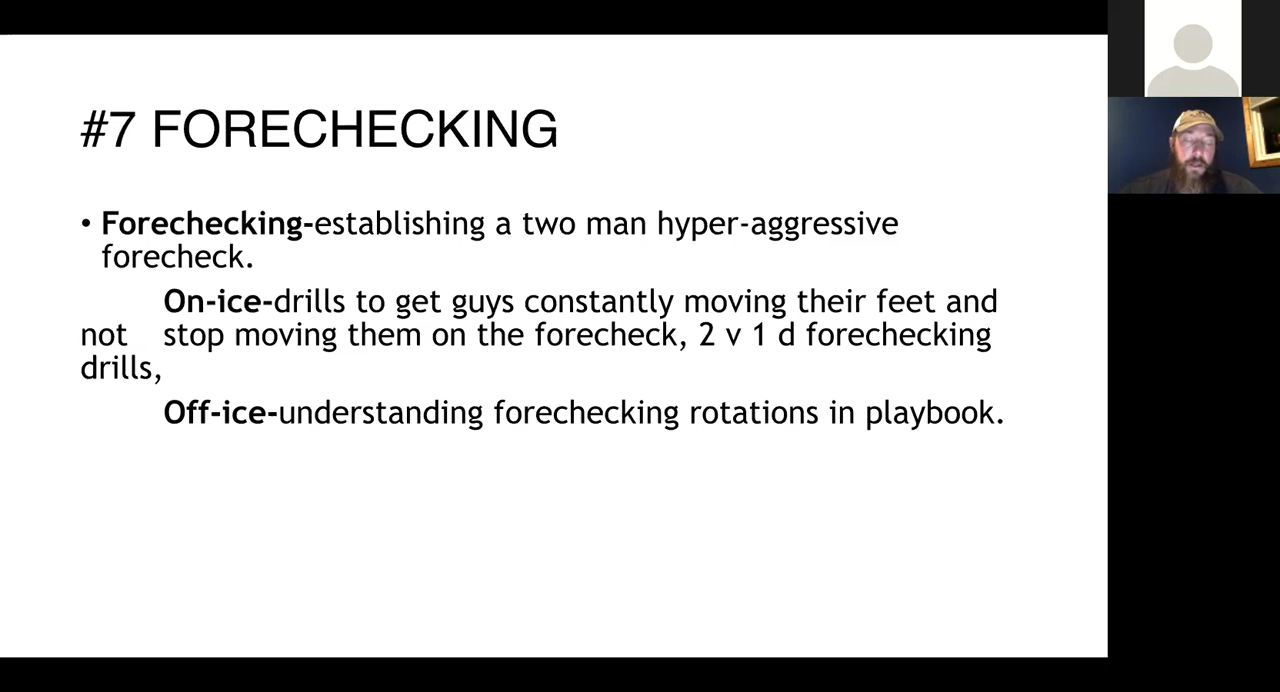 #7 FORECHECKING
• Forechecking-establishing a two man hyper-aggressive
forecheck.
On-ice-drills to get guys constantly moving their feet and
not stop moving them on the forecheck, 2 v 1 d forechecking
drills,
Off-ice-understanding forechecking rotations in playbook.